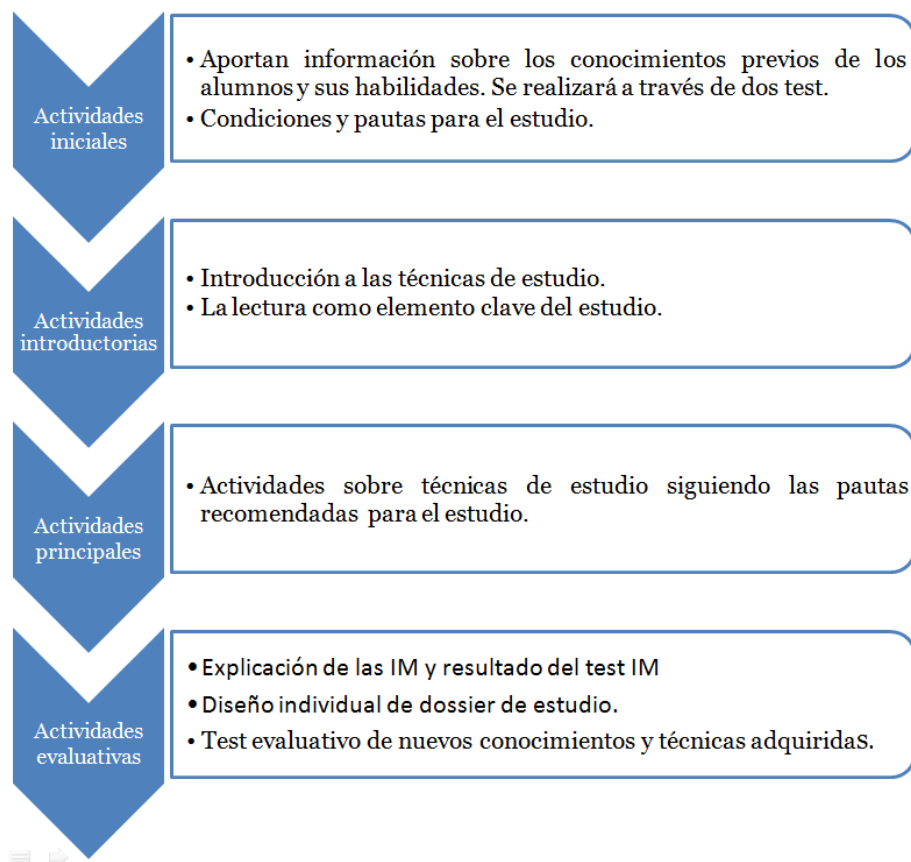 Actividades
iniciales
• Aportan información sobre los conocimientos previos de los
alumnos y sus habilidades. Se realizará a través de dos test.
• Condiciones y pautas para el estudio.
Actividades
introductorias
• Introducción a las técnicas de estudio.
• La lectura como elemento clave del estudio.
Actividades
principales
• Actividades sobre técnicas de estudio siguiendo las pautas
recomendadas para el estudio.
Actividades
evaluativas
• Explicación de las IM y resultado del test IM
• Diseño individual de dossier de estudio.
• Test evaluativo de nuevos conocimientos y técnicas adquiridas.